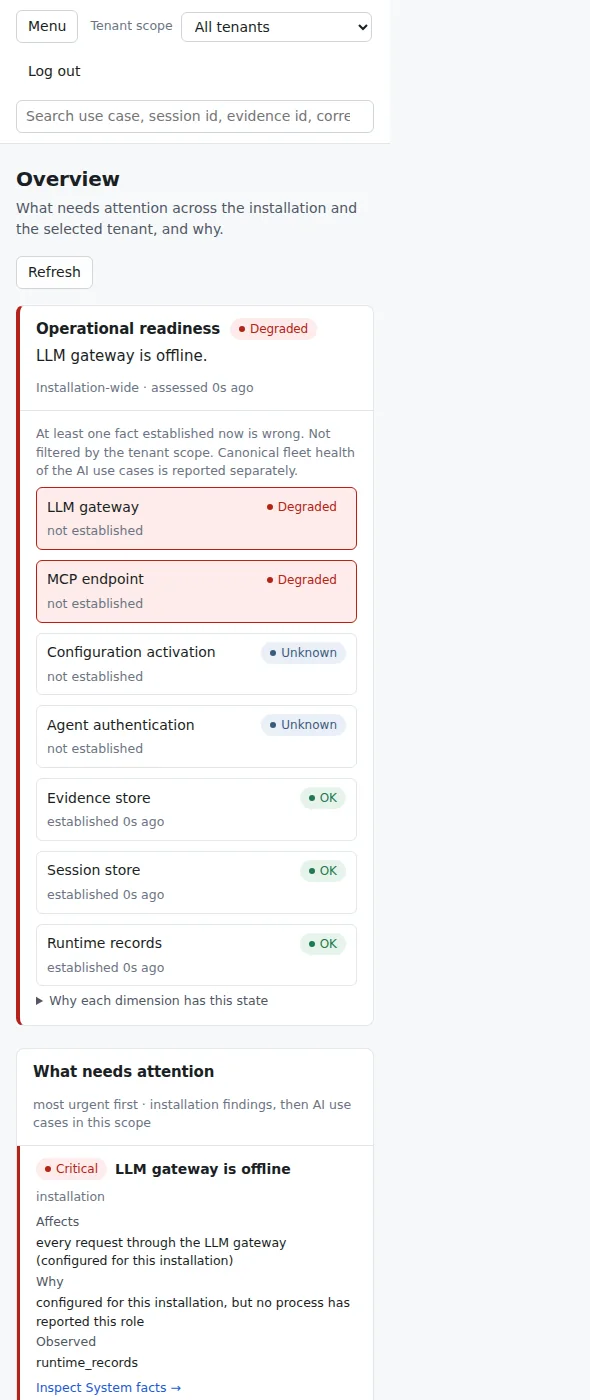 Menu Tenant scope All tenants
Log out
Search use case, session id, evidence id, corre
Overview
What needs attention across the installation and
the selected tenant, and why.
Refresh
Operational readiness Degraded
LLM gateway is offline.
Installation-wide · assessed 0s ago
At least one fact established now is wrong. Not
filtered by the tenant scope. Canonical fleet health
of the AI use cases is reported separately.
LLM gateway Degraded
not established
MCP endpoint Degraded
not established
Configuration activation Unknown
not established
Agent authentication Unknown
not established
Evidence store OK
established 0s ago
Session store OK
established 0s ago
Runtime records OK
established 0s ago
Why each dimension has this state
What needs attention
most urgent first · installation findings, then AI use
cases in this scope
Critical LLM gateway is offline
installation
Affects
every request through the LLM gateway
(configured for this installation)
Why
configured for this installation, but no process has
reported this role
Observed
runtime_records
Inspect System facts →